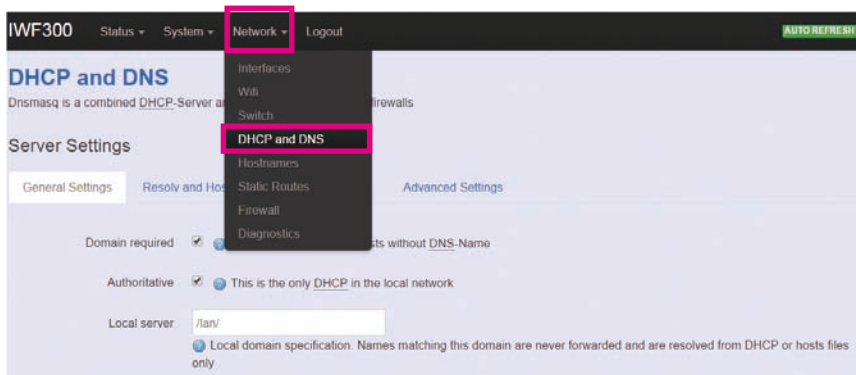 IWF300 Status System Network Logout AUTO REFRESH
Interfaces
Wifi
Switch
DHCP and DNS
Hostnames
Static Routes
Firewall
Diagnostics
DHCP and DNS
Dnsmasq is a combined DHCP-Server firewalls
Server Settings
General Settings Resolv and Advanced Settings
Domain required without DNS-Name
Authoritative This is the only DHCP in the local network
Local server /lan/
Local domain specification. Names matching this domain are never forwarded and are resolved from DHCP or hosts files
only